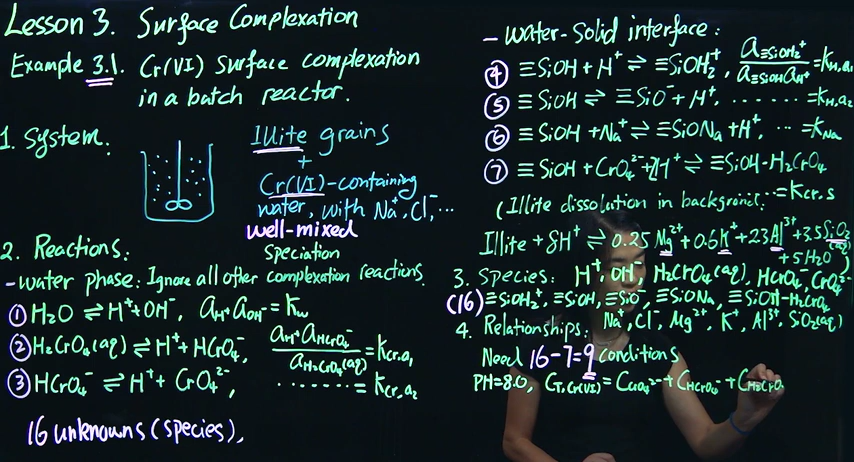 Lesson 3. Surface Complexation
Example 3.1. Cr(VI) Surface complexation
in a batch reactor.
1. System.
Illite grains
+
Cr(VI)-containing
water, with Na⁺, Cl⁻, ...
well-mixed
2. Reactions:
Speciation
-water phase: Ignore all other complexation reactions.
① H₂O ⇌ H⁺+OH⁻, a_H⁺ a_OH⁻ = K_w
② H₂CrO₄(aq) ⇌ H⁺+ HCrO₄⁻, a_H⁺ a_HCrO₄⁻ / a_H₂CrO₄(aq) = K_cr,a₁
③ HCrO₄⁻ ⇌ H⁺ + CrO₄²⁻, ........ = K_cr,a₂
16 unknowns (species),
- water-solid interface:
④ ≡SiOH + H⁺ ⇌ ≡SiOH₂⁺, a_≡SiOH₂⁺ / a_≡SiOH a_H⁺ = K_H,a₁
⑤ ≡SiOH ⇌ ≡SiO⁻ + H⁺, ....... = K_H,a₂
⑥ ≡SiOH + Na⁺ ⇌ ≡SiONa + H⁺, ... = K_Na
⑦ ≡SiOH + CrO₄²⁻ + 2H⁺ ⇌ ≡SiOH-H₂CrO₄
... = K_cr,s
(Illite dissolution in background:
Illite + 8H⁺ ⇌ 0.25 Mg²⁺ + 0.6K⁺ + 2.3 Al³⁺ + 3.5 SiO₂(aq)
+ 5H₂O)
3. Species: H⁺, OH⁻, H₂CrO₄(aq), HCrO₄⁻, CrO₄²⁻
(16) ≡SiOH₂⁺, ≡SiOH, ≡SiO⁻, ≡SiONa, ≡SiOH-H₂CrO₄
Na⁺, Cl⁻, Mg²⁺, K⁺, Al³⁺, SiO₂(aq)
4. Relationships.
Need 16-7=9 conditions
PH=8.0, C_T,Cr(VI) = C_CrO₄²⁻ + C_HCrO₄⁻ + C_H₂CrO₄